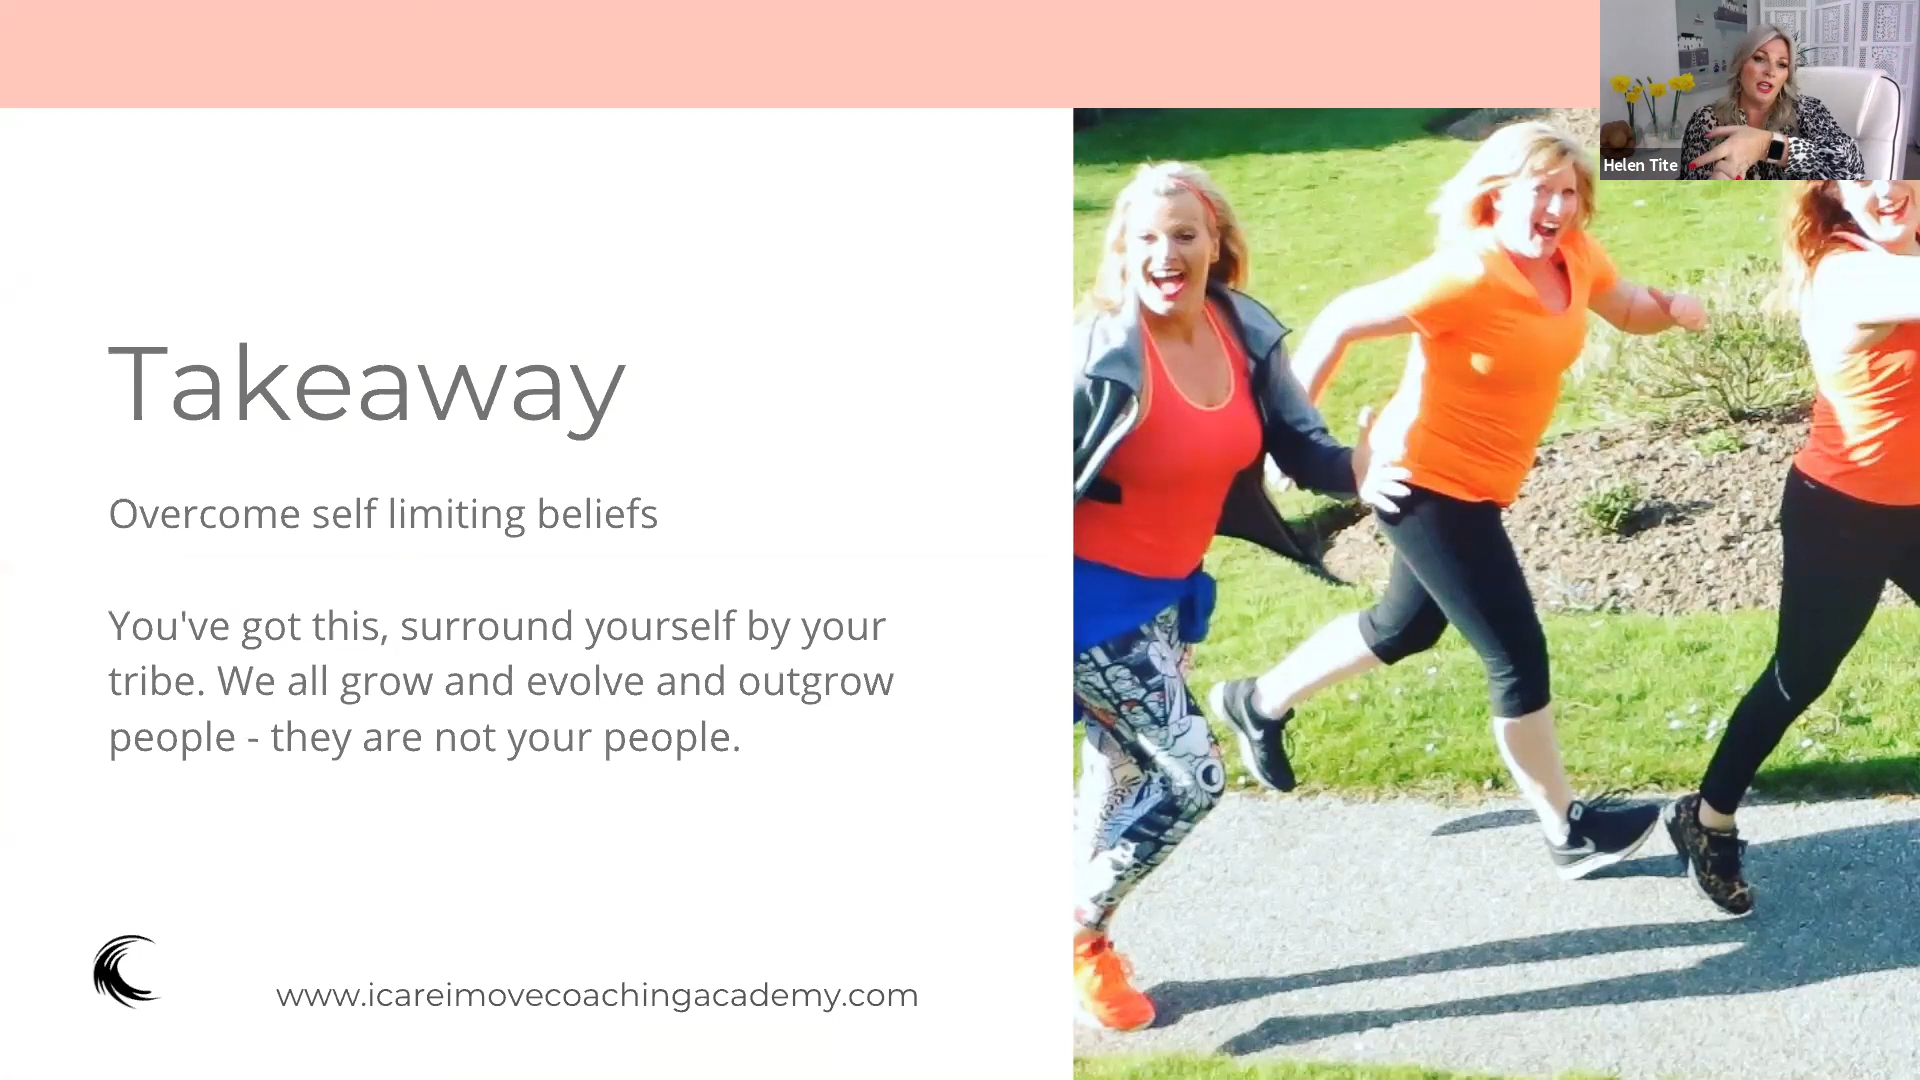 Helen Tite
Takeaway
Overcome self limiting beliefs
You've got this, surround yourself by your
tribe. We all grow and evolve and outgrow
people - they are not your people.
www.icareimovecoachingacademy.com